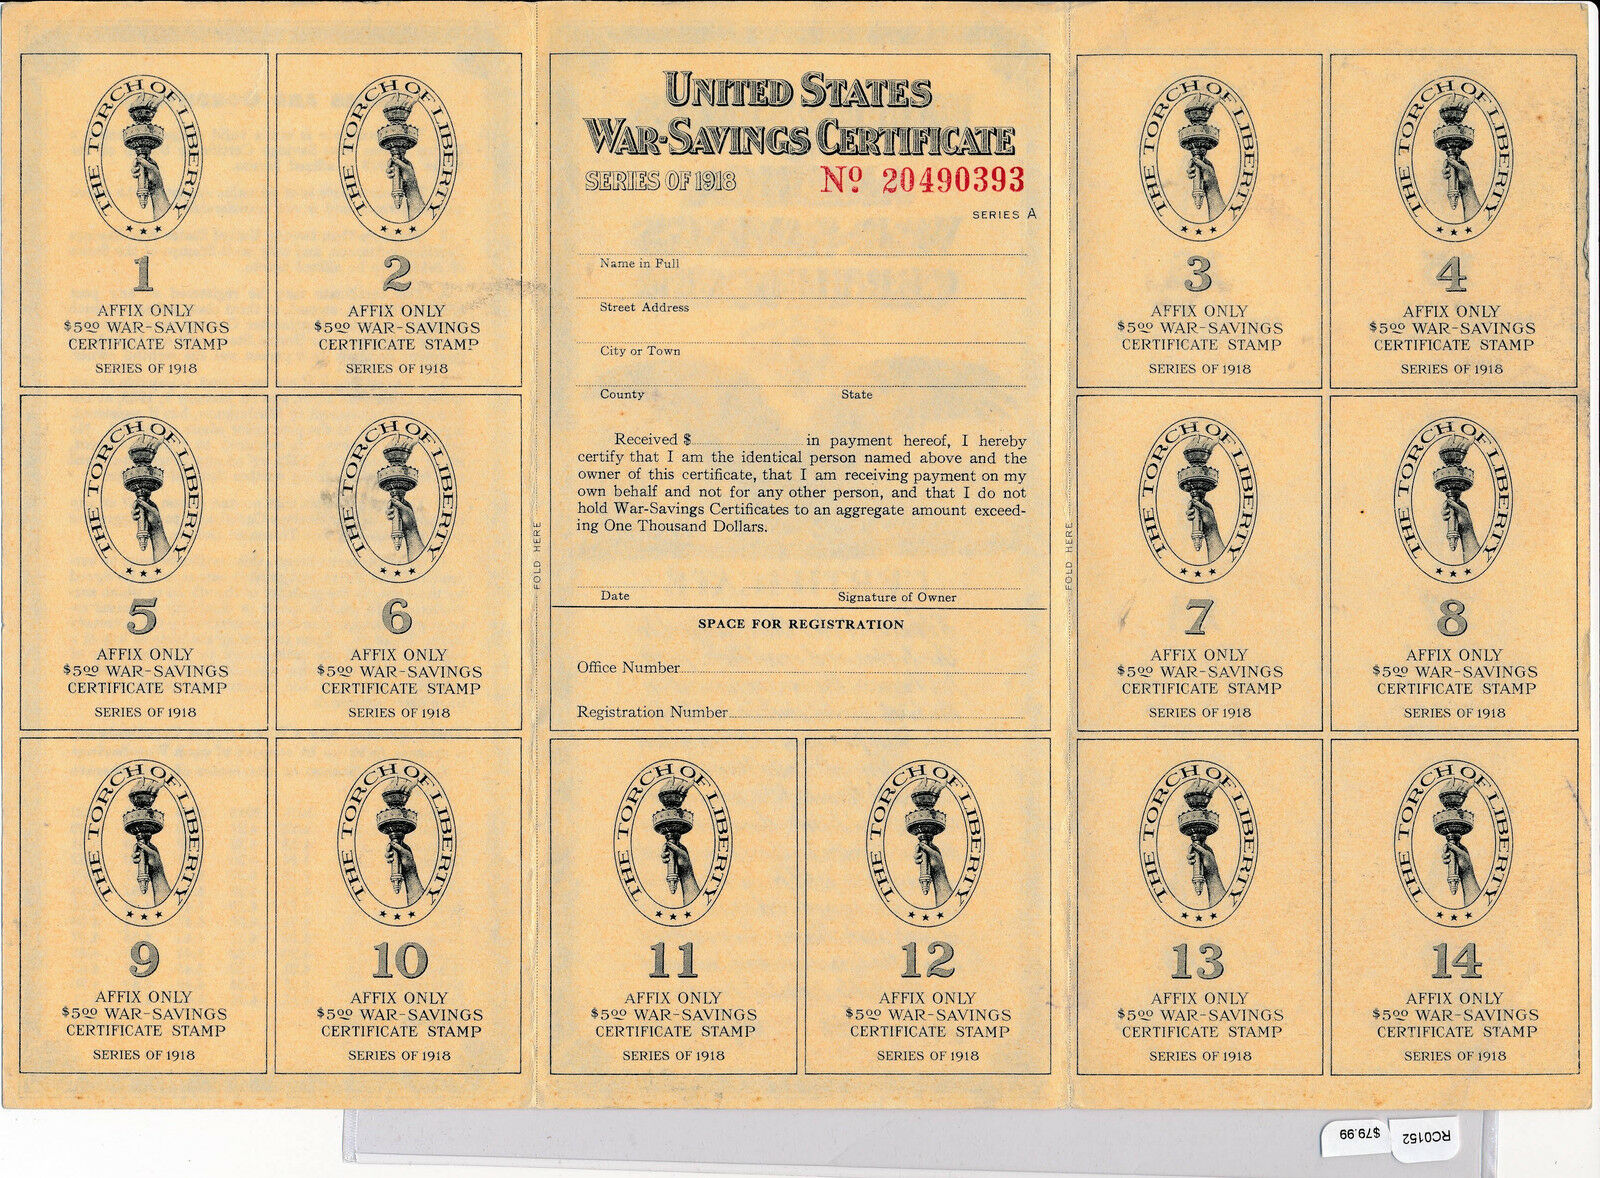 THE TORCH OF LIBERTY
1
AFFIX ONLY
$5.00 WAR-SAVINGS
CERTIFICATE STAMP
SERIES OF 1918
THE TORCH OF LIBERTY
2
AFFIX ONLY
$5.00 WAR-SAVINGS
CERTIFICATE STAMP
SERIES OF 1918
UNITED STATES
WAR-SAVINGS CERTIFICATE
SERIES OF 1918
No 20490393
SERIES A
Name in Full
Street Address
City or Town
County State
Received $ in payment hereof, I hereby
certify that I am the identical person named above and the
owner of this certificate, that I am receiving payment on my
own behalf and not for any other person, and that I do not
hold War-Savings Certificates to an aggregate amount exceed-
ing One Thousand Dollars.
Date Signature of Owner
SPACE FOR REGISTRATION
Office Number
Registration Number
FOLD HERE
FOLD HERE
THE TORCH OF LIBERTY
3
AFFIX ONLY
$5.00 WAR-SAVINGS
CERTIFICATE STAMP
SERIES OF 1918
THE TORCH OF LIBERTY
4
AFFIX ONLY
$5.00 WAR-SAVINGS
CERTIFICATE STAMP
SERIES OF 1918
THE TORCH OF LIBERTY
5
AFFIX ONLY
$5.00 WAR-SAVINGS
CERTIFICATE STAMP
SERIES OF 1918
THE TORCH OF LIBERTY
6
AFFIX ONLY
$5.00 WAR-SAVINGS
CERTIFICATE STAMP
SERIES OF 1918
THE TORCH OF LIBERTY
7
AFFIX ONLY
$5.00 WAR-SAVINGS
CERTIFICATE STAMP
SERIES OF 1918
THE TORCH OF LIBERTY
8
AFFIX ONLY
$5.00 WAR-SAVINGS
CERTIFICATE STAMP
SERIES OF 1918
THE TORCH OF LIBERTY
9
AFFIX ONLY
$5.00 WAR-SAVINGS
CERTIFICATE STAMP
SERIES OF 1918
THE TORCH OF LIBERTY
10
AFFIX ONLY
$5.00 WAR-SAVINGS
CERTIFICATE STAMP
SERIES OF 1918
THE TORCH OF LIBERTY
11
AFFIX ONLY
$5.00 WAR-SAVINGS
CERTIFICATE STAMP
SERIES OF 1918
THE TORCH OF LIBERTY
12
AFFIX ONLY
$5.00 WAR-SAVINGS
CERTIFICATE STAMP
SERIES OF 1918
THE TORCH OF LIBERTY
13
AFFIX ONLY
$5.00 WAR-SAVINGS
CERTIFICATE STAMP
SERIES OF 1918
THE TORCH OF LIBERTY
14
AFFIX ONLY
$5.00 WAR-SAVINGS
CERTIFICATE STAMP
SERIES OF 1918
RC0152
$79.99